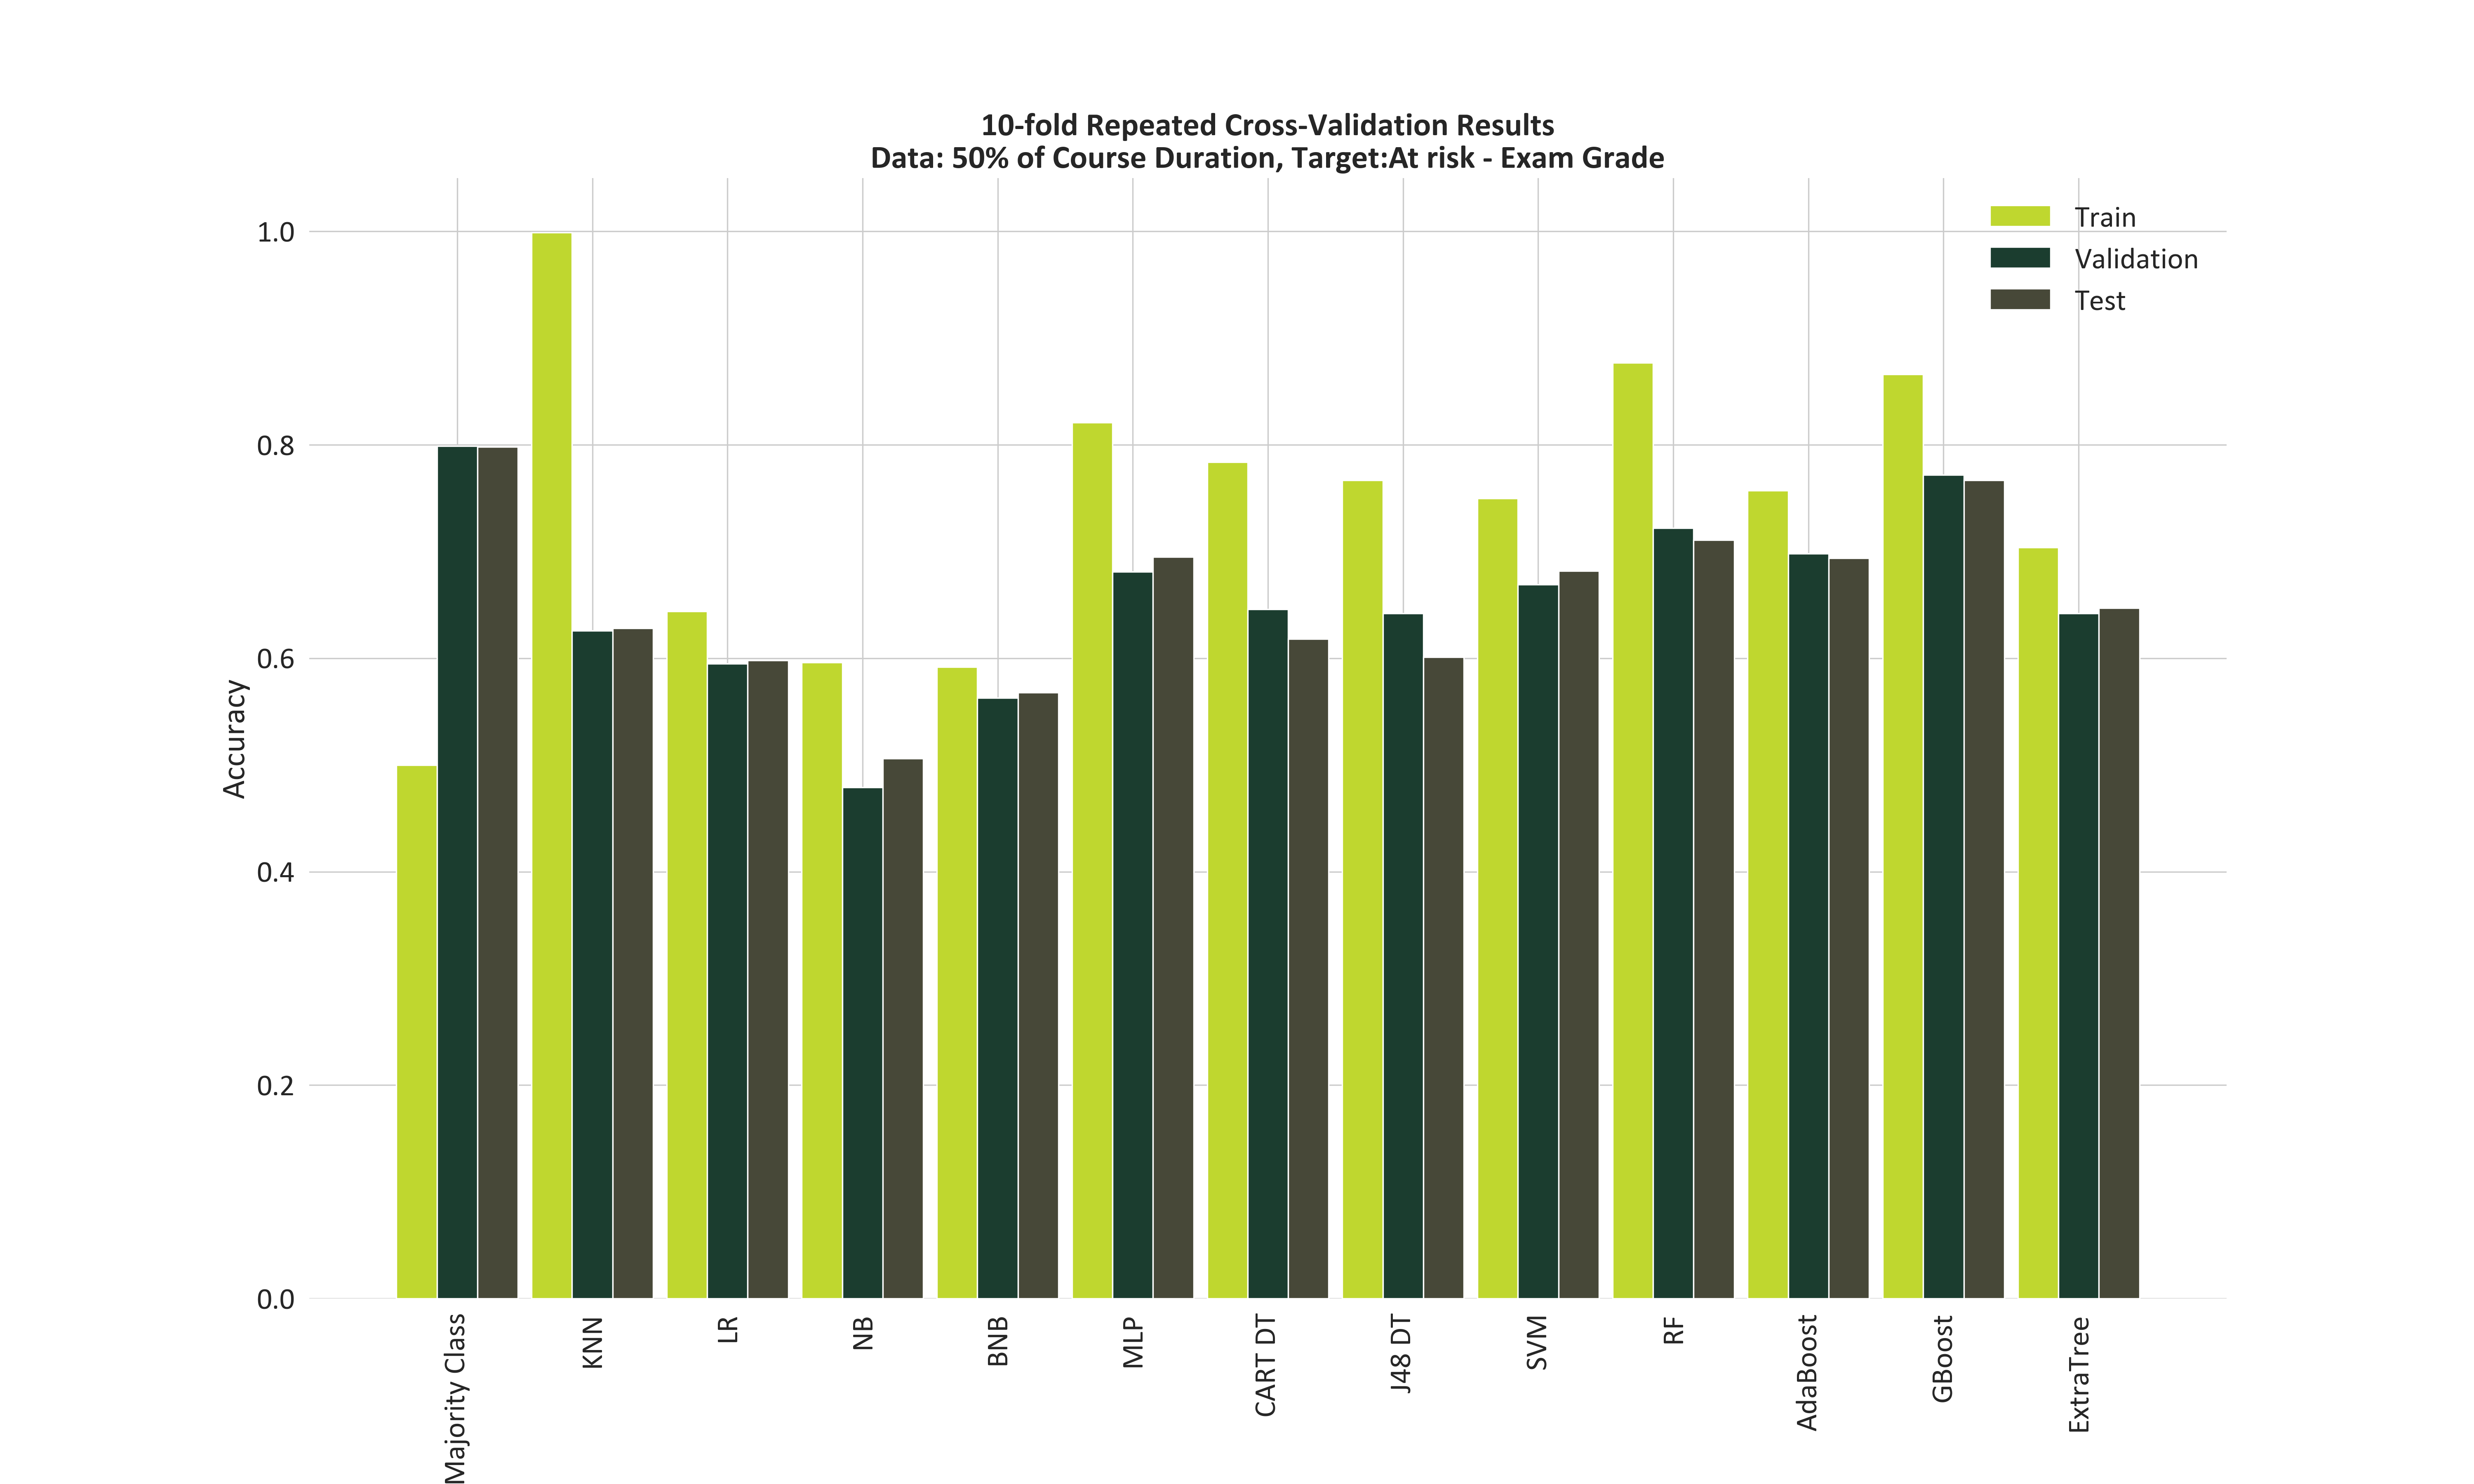 10-fold Repeated Cross-Validation Results
Data: 50% of Course Duration, Target:At risk - Exam Grade
Train
Validation
Test
1.0
0.8
0.6
0.4
0.2
0.0
Accuracy
Majority Class
KNN
LR
NB
BNB
MLP
CART DT
J48 DT
SVM
RF
AdaBoost
GBoost
ExtraTree